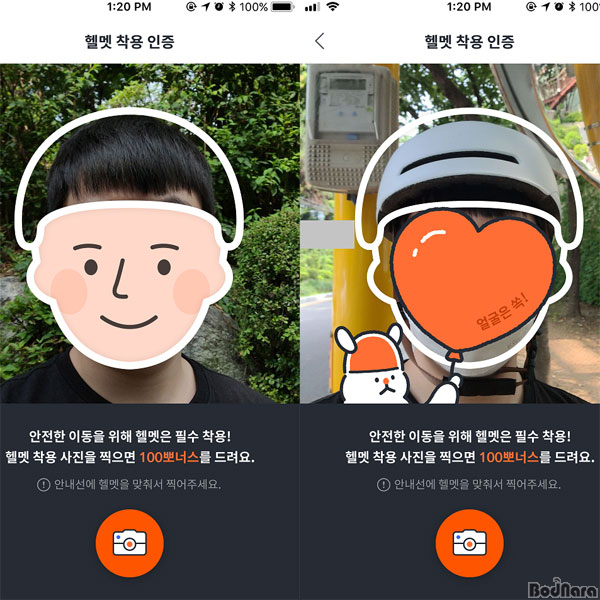 1:20 PM
100%
헬멧 착용 인증
안전한 이동을 위해 헬멧은 필수 착용!
헬멧 착용 사진을 찍으면 100뽀너스를 드려요.
안내선에 헬멧을 맞춰서 찍어주세요.
1:20 PM
100%
헬멧 착용 인증
얼굴은 쏙!
안전한 이동을 위해 헬멧은 필수 착용!
헬멧 착용 사진을 찍으면 100뽀너스를 드려요.
안내선에 헬멧을 맞춰서 찍어주세요.
BodNara